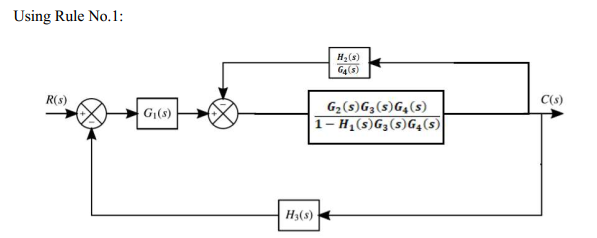 Using Rule No.1:
H₂(s)
G₄(s)
R(s)
+
−
G₁(s)
+
−
G₂(s)G₃(s)G₄(s)
1 − H₁(s)G₃(s)G₄(s)
C(s)
H₃(s)